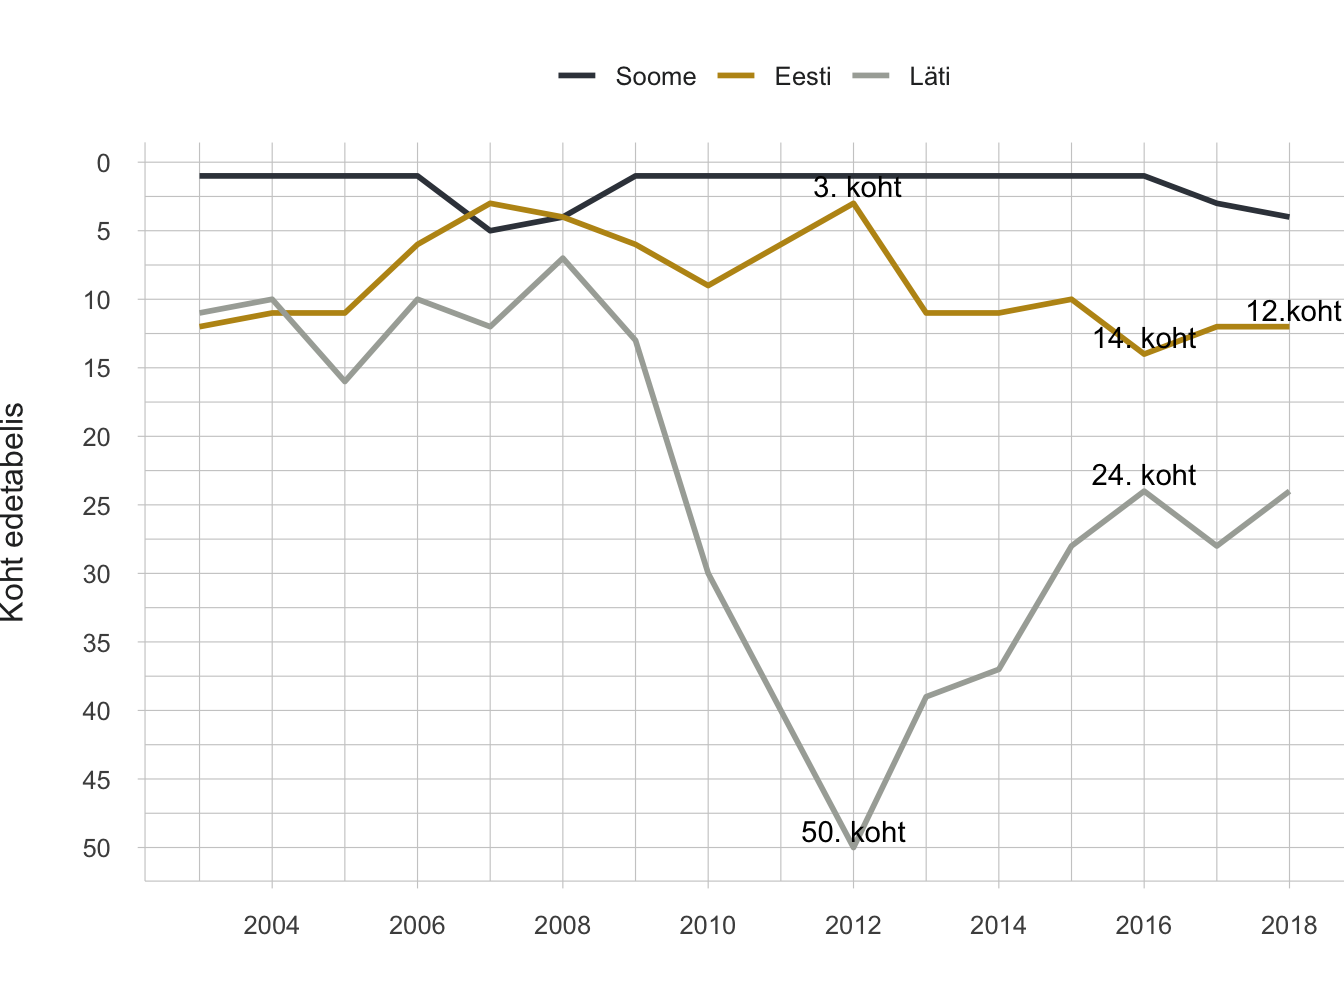 Soome Eesti Läti
Koht edetabelis
0
5
10
15
20
25
30
35
40
45
50
3. koht
12.koht
14. koht
24. koht
50. koht
2004 2006 2008 2010 2012 2014 2016 2018